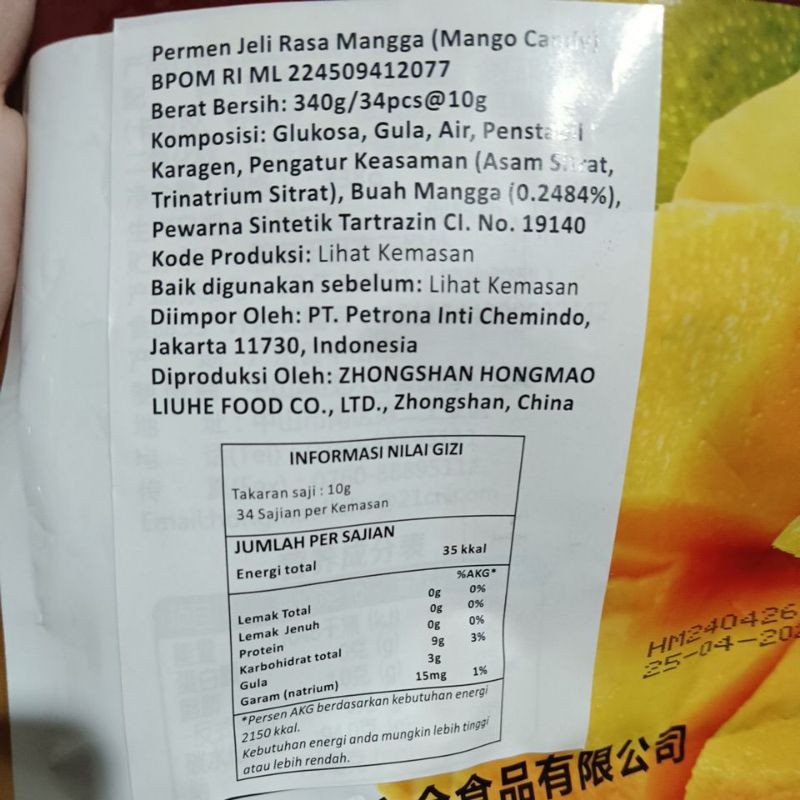 Permen Jeli Rasa Mangga (Mango Candy)
BPOM RI ML 224509412077
Berat Bersih: 340g/34pcs@10g
Komposisi: Glukosa, Gula, Air, Penstabil
Karagen, Pengatur Keasaman (Asam Sitrat,
Trinatrium Sitrat), Buah Mangga (0.2484%),
Pewarna Sintetik Tartrazin CI. No. 19140
Kode Produksi: Lihat Kemasan
Baik digunakan sebelum: Lihat Kemasan
Diimpor Oleh: PT. Petrona Inti Chemindo,
Jakarta 11730, Indonesia
Diproduksi Oleh: ZHONGSHAN HONGMAO
LIUHE FOOD CO., LTD., Zhongshan, China
INFORMASI NILAI GIZI
Takaran saji : 10g
34 Sajian per Kemasan
JUMLAH PER SAJIAN
Energi total 35 kkal
%AKG*
Lemak Total 0g 0%
Lemak Jenuh 0g 0%
Protein 0g 0%
Karbohidrat total 9g 3%
Gula 3g
Garam (natrium) 15mg 1%
*Persen AKG berdasarkan kebutuhan energi
2150 kkal.
Kebutuhan energi anda mungkin lebih tinggi
atau lebih rendah.
HM240426
25-04-202
食品有限公司